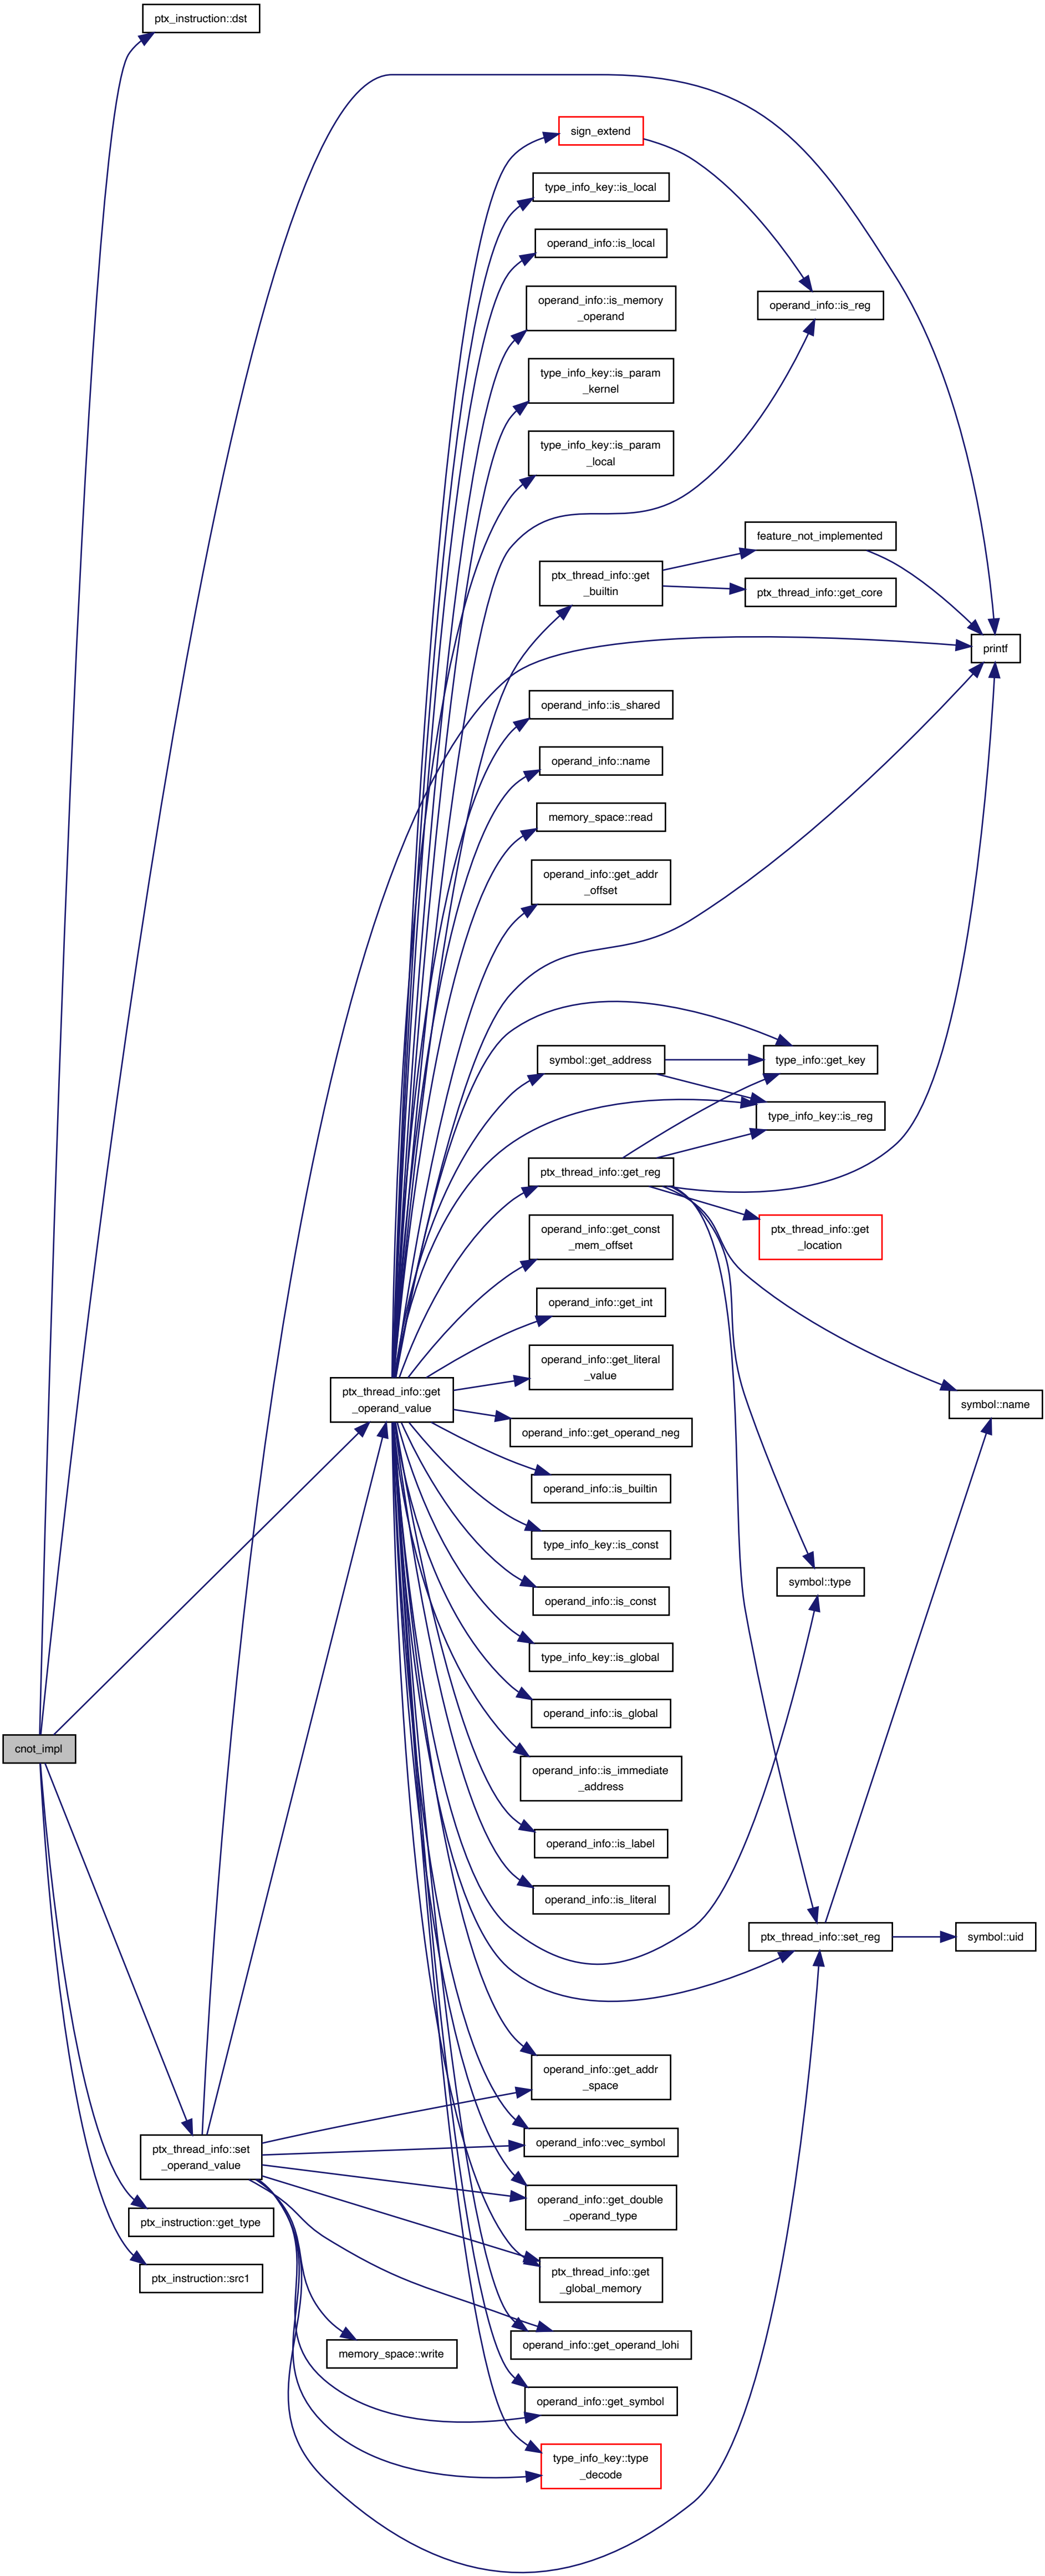 ptx_instruction::dst
sign_extend
type_info_key::is_local
operand_info::is_local
operand_info::is_memory
_operand
operand_info::is_reg
type_info_key::is_param
_kernel
type_info_key::is_param
_local
feature_not_implemented
ptx_thread_info::get
_builtin
ptx_thread_info::get_core
printf
operand_info::is_shared
operand_info::name
memory_space::read
operand_info::get_addr
_offset
symbol::get_address
type_info::get_key
type_info_key::is_reg
ptx_thread_info::get_reg
operand_info::get_const
_mem_offset
ptx_thread_info::get
_location
operand_info::get_int
operand_info::get_literal
_value
ptx_thread_info::get
_operand_value
symbol::name
operand_info::get_operand_neg
operand_info::is_builtin
type_info_key::is_const
symbol::type
operand_info::is_const
type_info_key::is_global
operand_info::is_global
cnot_impl
operand_info::is_immediate
_address
operand_info::is_label
operand_info::is_literal
ptx_thread_info::set_reg
symbol::uid
operand_info::get_addr
_space
operand_info::vec_symbol
ptx_thread_info::set
_operand_value
operand_info::get_double
_operand_type
ptx_instruction::get_type
ptx_thread_info::get
_global_memory
ptx_instruction::src1
operand_info::get_operand_lohi
memory_space::write
operand_info::get_symbol
type_info_key::type
_decode